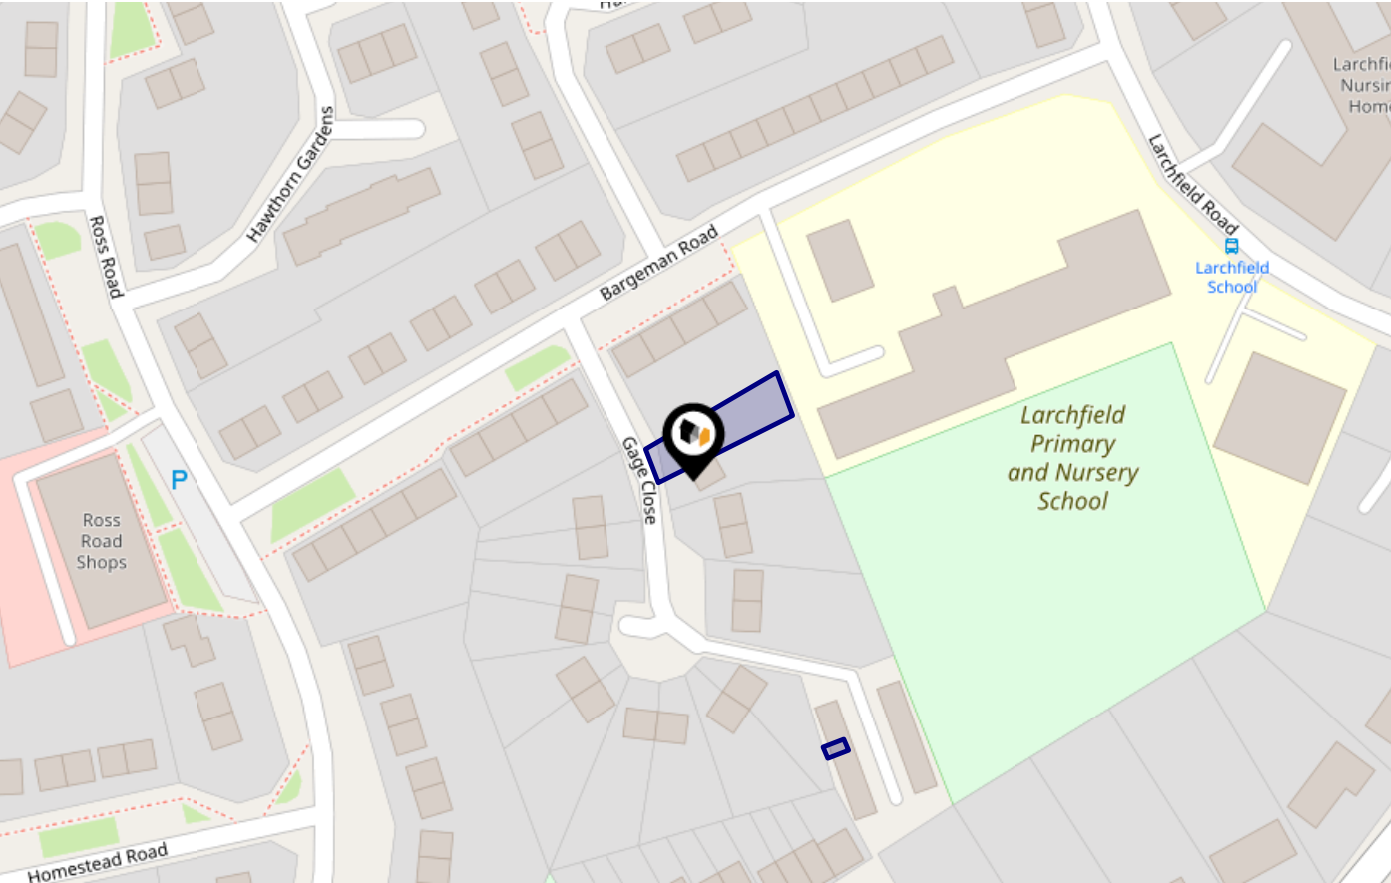 Larchfi
Nursin
Home
Hawthorn Gardens
Larchfield Road
Ross Road
Bargeman Road
Larchfield
School
Larchfield
Primary
and Nursery
School
Gage Close
P
Ross
Road
Shops
Homestead Road